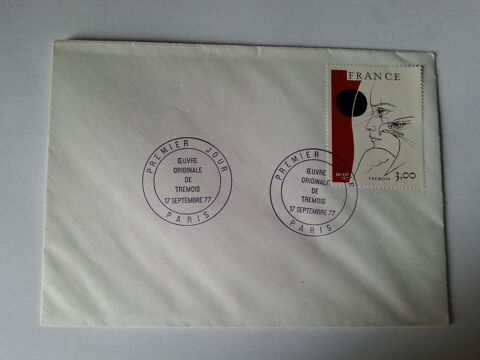 FRANCE
3,00
TREMOIS
PREMIER JOUR
ŒUVRE
ORIGINALE
DE
TREMOIS
17 SEPTEMBRE 77
PARIS
PREMIER JOUR
ŒUVRE
ORIGINALE
DE
TREMOIS
17 SEPTEMBRE 77
PARIS